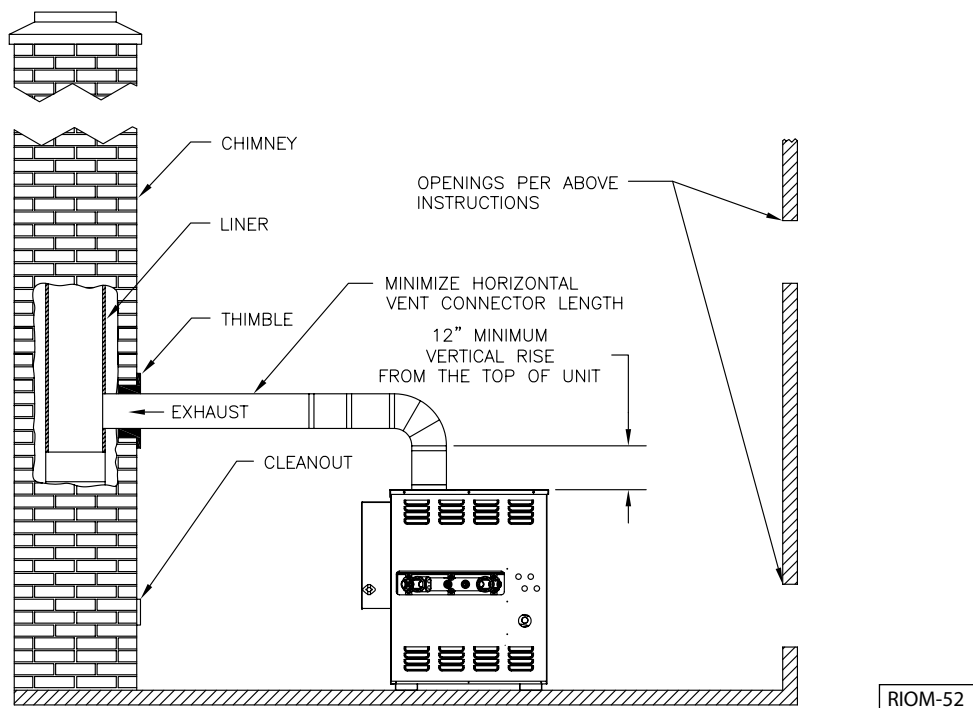 CHIMNEY
OPENINGS PER ABOVE
INSTRUCTIONS
LINER
MINIMIZE HORIZONTAL
VENT CONNECTOR LENGTH
THIMBLE
12” MINIMUM
VERTICAL RISE
FROM THE TOP OF UNIT
EXHAUST
CLEANOUT
RIOM-52